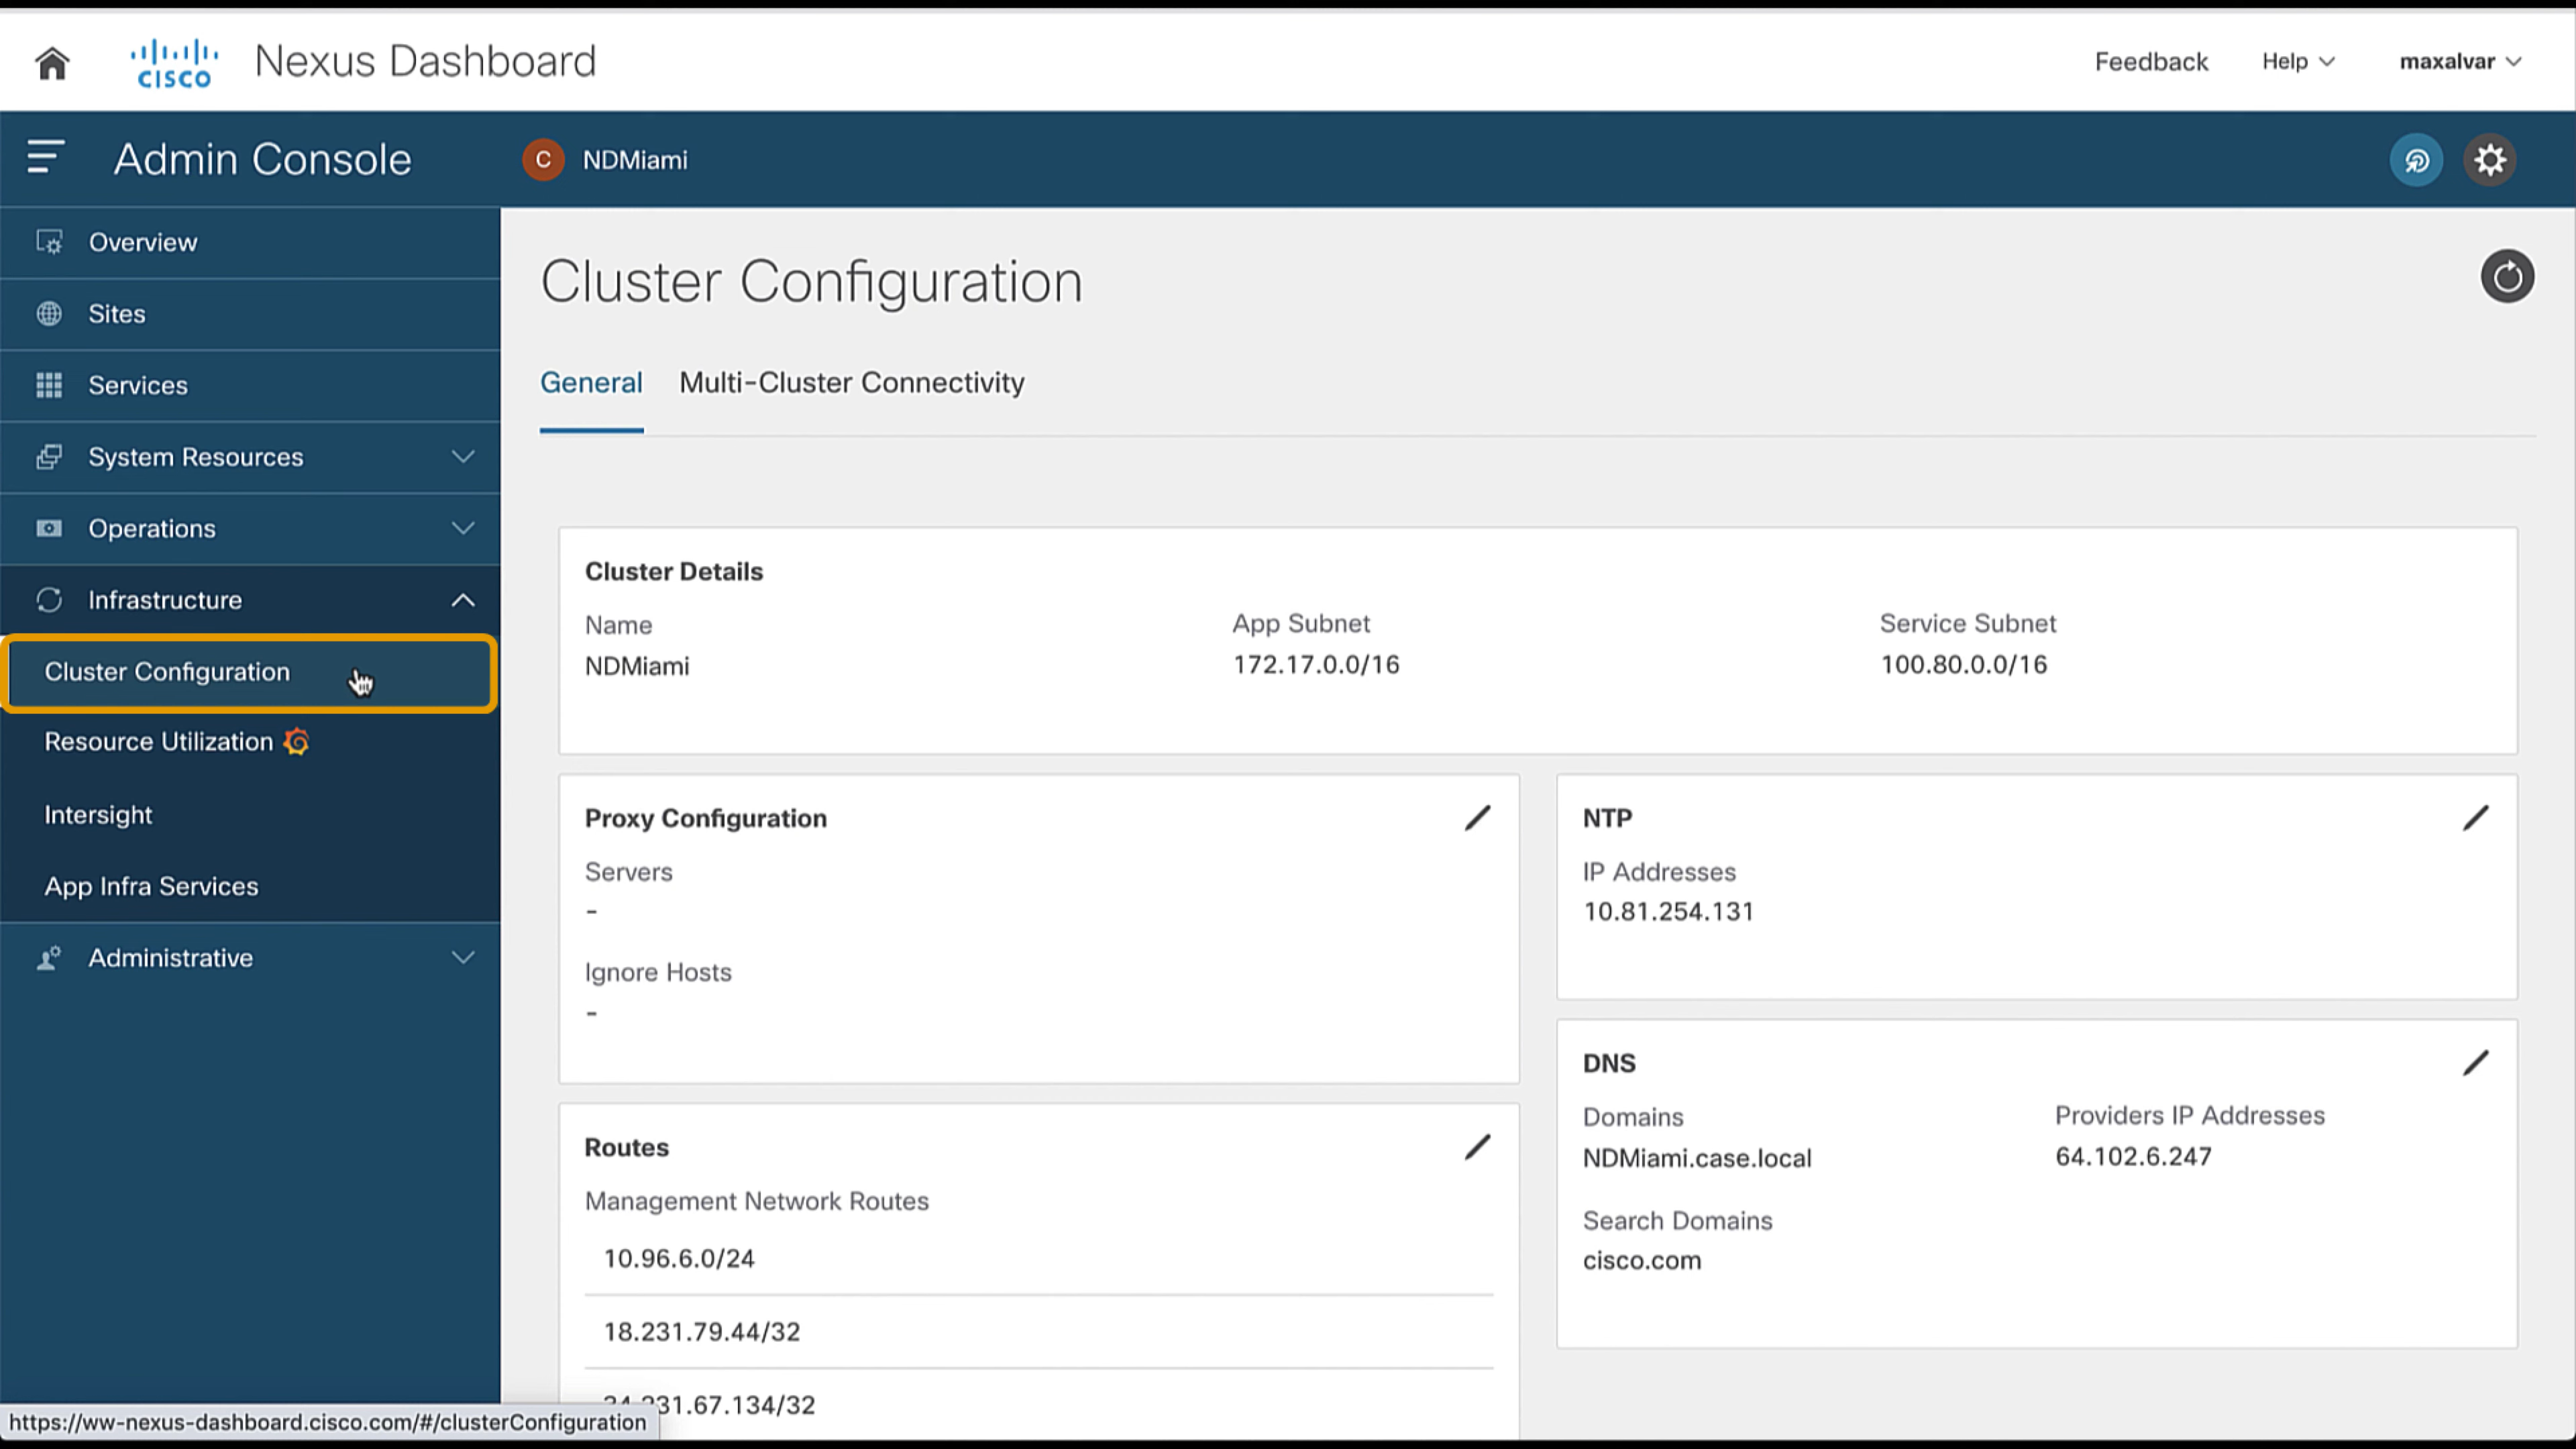 CISCO
Nexus Dashboard
Feedback
Help
maxalvar
Admin Console
C
NDMiami
Overview
Sites
Services
System Resources
Operations
Infrastructure
Cluster Configuration
Resource Utilization
Intersight
App Infra Services
Administrative
Cluster Configuration
General
Multi-Cluster Connectivity
Cluster Details
Name
NDMiami
App Subnet
172.17.0.0/16
Service Subnet
100.80.0.0/16
Proxy Configuration
Servers
-
Ignore Hosts
-
Routes
Management Network Routes
10.96.6.0/24
18.231.79.44/32
NTP
IP Addresses
10.81.254.131
DNS
Domains
NDMiami.case.local
Providers IP Addresses
64.102.6.247
Search Domains
cisco.com
https://ww-nexus-dashboard.cisco.com/#/clusterConfiguration